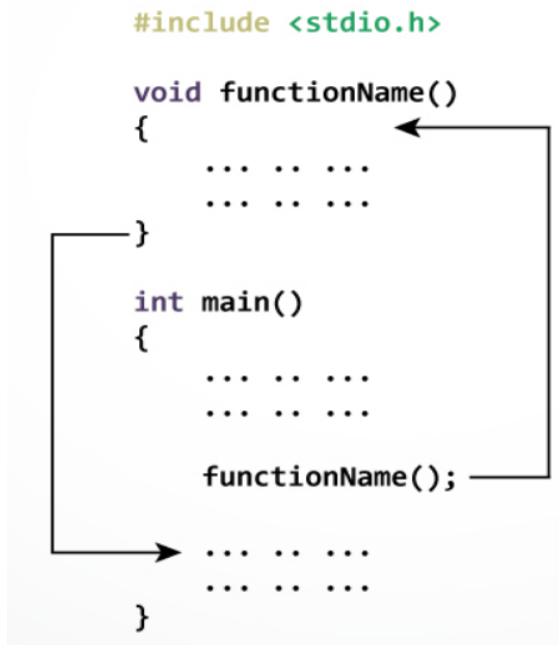 #include <stdio.h>
void functionName()
{
... .. ...
... .. ...
}
int main()
{
... .. ...
... .. ...
functionName();
... .. ...
... .. ...
}